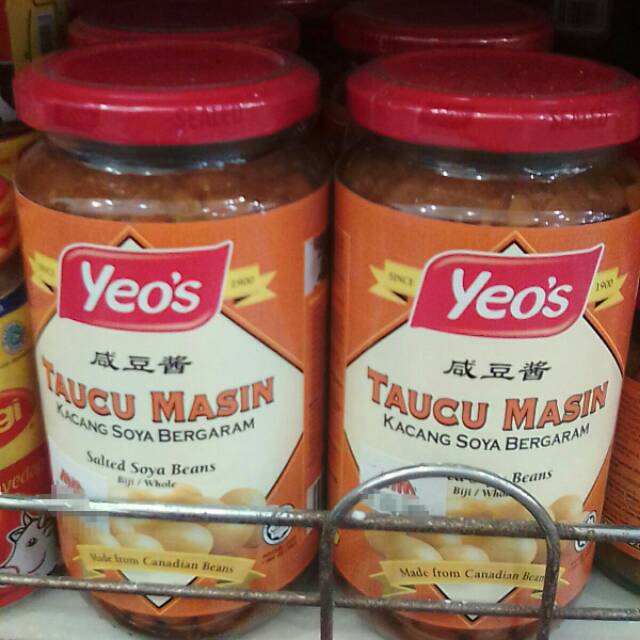 SEALED
Yeo's
SINCE 1900
咸豆酱
TAUCU MASIN
KACANG SOYA BERGARAM
Salted Soya Beans
Biji / Whole
Made from Canadian Beans
SEALED
Yeo's
SINCE 1900
咸豆酱
TAUCU MASIN
KACANG SOYA BERGARAM
Beans
Biji / Whole
Made from Canadian Beans